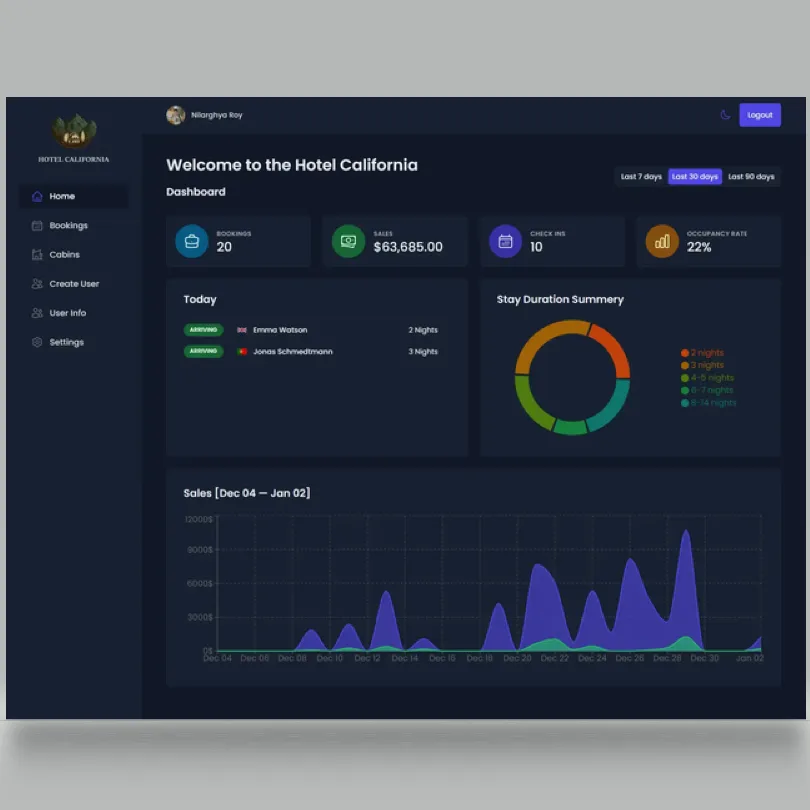 HOTEL CALIFORNIA
Home
Bookings
Cabins
Create User
User Info
Settings
Nilarghya Roy
Logout
Welcome to the Hotel California
Dashboard
Last 7 days Last 30 days Last 90 days
BOOKINGS
20
SALES
$63,685.00
CHECK INS
10
OCCUPANCY RATE
22%
Today
ARRIVING Emma Watson 2 Nights
ARRIVING Jonas Schmedtmann 3 Nights
Stay Duration Summery
2 nights
3 nights
4-5 nights
6-7 nights
8-14 nights
Sales [Dec 04 — Jan 02]
12000$
9000$
6000$
3000$
0$
Dec 04 Dec 06 Dec 08 Dec 10 Dec 12 Dec 14 Dec 16 Dec 18 Dec 20 Dec 22 Dec 24 Dec 26 Dec 28 Dec 30 Jan 02